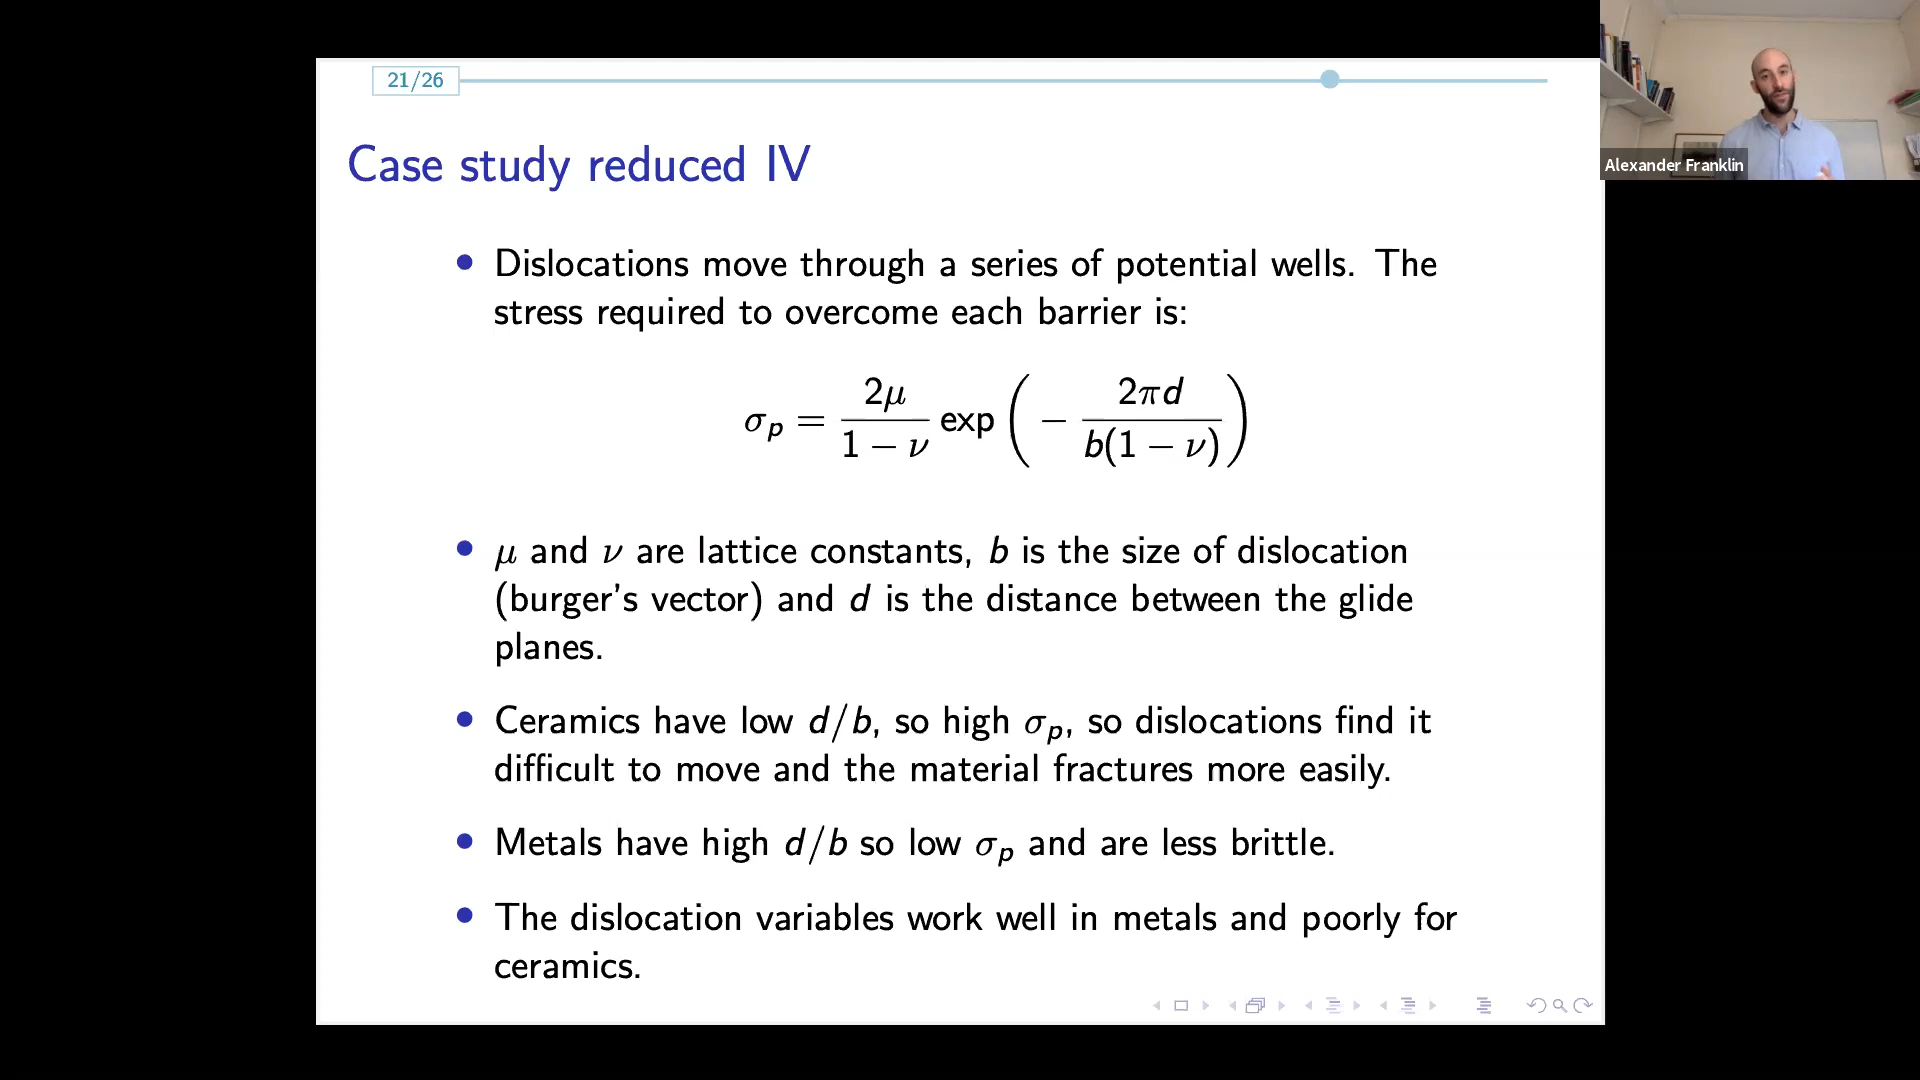 21/26
Case study reduced IV
Alexander Franklin
• Dislocations move through a series of potential wells. The
stress required to overcome each barrier is:
σ_p = 2μ / (1 − ν) exp ( − 2πd / b(1 − ν) )
• μ and ν are lattice constants, b is the size of dislocation
(burger's vector) and d is the distance between the glide
planes.
• Ceramics have low d/b, so high σ_p, so dislocations find it
difficult to move and the material fractures more easily.
• Metals have high d/b so low σ_p and are less brittle.
• The dislocation variables work well in metals and poorly for
ceramics.